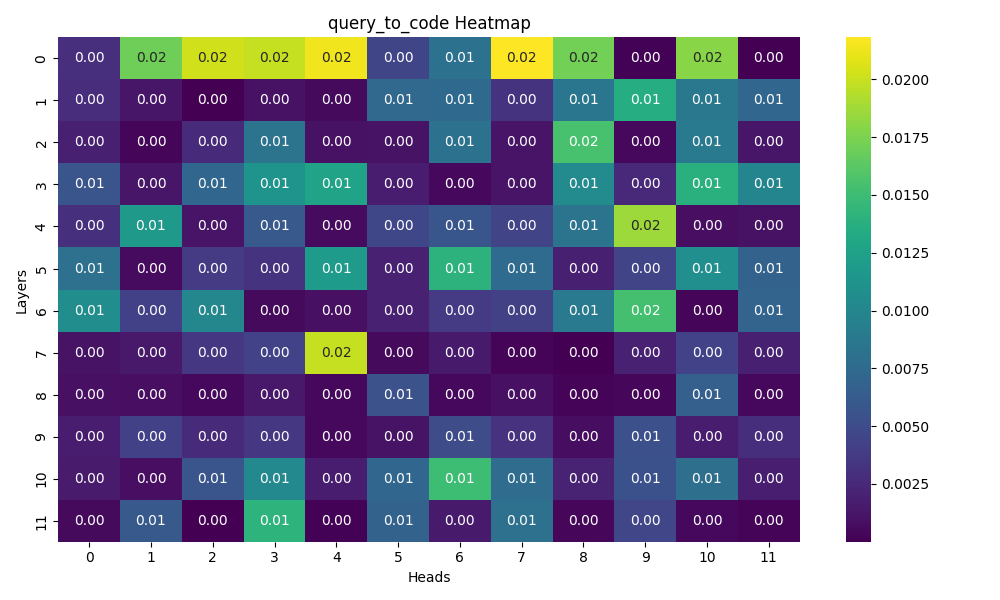 query_to_code Heatmap
0 0.00 0.02 0.02 0.02 0.02 0.00 0.01 0.02 0.02 0.00 0.02 0.00
1 0.00 0.00 0.00 0.00 0.00 0.01 0.01 0.00 0.01 0.01 0.01 0.01
2 0.00 0.00 0.00 0.01 0.00 0.00 0.01 0.00 0.02 0.00 0.01 0.00
3 0.01 0.00 0.01 0.01 0.01 0.00 0.00 0.00 0.01 0.00 0.01 0.01
4 0.00 0.01 0.00 0.01 0.00 0.00 0.01 0.00 0.01 0.02 0.00 0.00
5 0.01 0.00 0.00 0.00 0.01 0.00 0.01 0.01 0.00 0.00 0.01 0.01
6 0.01 0.00 0.01 0.00 0.00 0.00 0.00 0.00 0.01 0.02 0.00 0.01
7 0.00 0.00 0.00 0.00 0.02 0.00 0.00 0.00 0.00 0.00 0.00 0.00
8 0.00 0.00 0.00 0.00 0.00 0.01 0.00 0.00 0.00 0.00 0.01 0.00
9 0.00 0.00 0.00 0.00 0.00 0.00 0.01 0.00 0.00 0.01 0.00 0.00
10 0.00 0.00 0.01 0.01 0.00 0.01 0.01 0.01 0.00 0.01 0.01 0.00
11 0.00 0.01 0.00 0.01 0.00 0.01 0.00 0.01 0.00 0.00 0.00 0.00
0 1 2 3 4 5 6 7 8 9 10 11
Heads
Layers
0.0200
0.0175
0.0150
0.0125
0.0100
0.0075
0.0050
0.0025